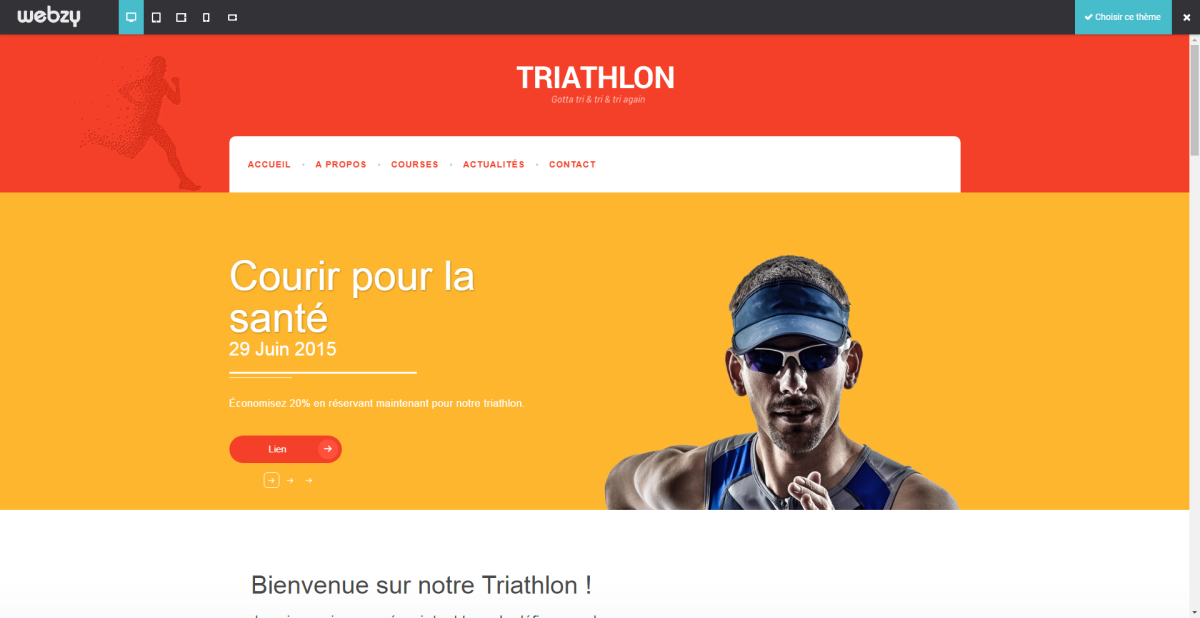 webzy
Choisir ce thème
TRIATHLON
Gotta tri & tri & tri again
ACCUEIL
A PROPOS
COURSES
ACTUALITÉS
CONTACT
Courir pour la
santé
29 Juin 2015
Économisez 20% en réservant maintenant pour notre triathlon.
Lien
Bienvenue sur notre Triathlon !